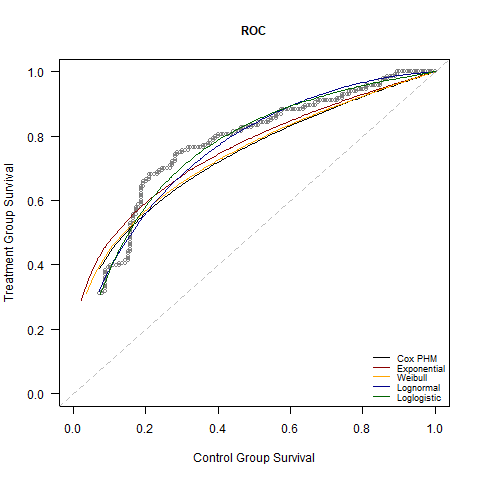 ROC
Treatment Group Survival
1.0
0.8
0.6
0.4
0.2
0.0
Cox PHM
Exponential
Weibull
Lognormal
Loglogistic
0.0 0.2 0.4 0.6 0.8 1.0
Control Group Survival